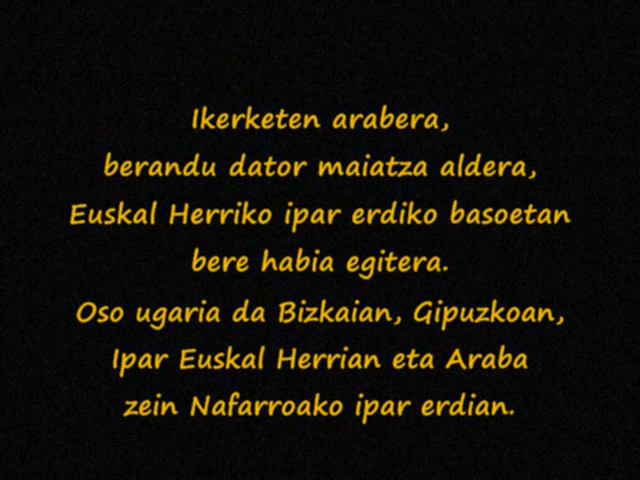 Ikerketen arabera,
berandu dator maiatza aldera,
Euskal Herriko ipar erdiko basoetan
bere habia egitera.
Oso ugaria da Bizkaian, Gipuzkoan,
Ipar Euskal Herrian eta Araba
zein Nafarroako ipar erdian.